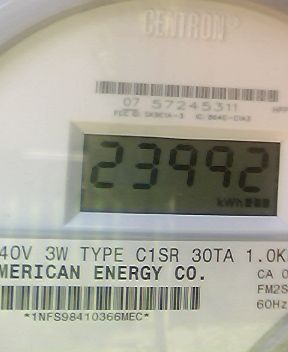 CENTRON®
07 57245311
23992
kWh
40V 3W TYPE C1SR 30TA 1.0K
MERICAN ENERGY CO.
CA 0
FM2S
60Hz
*1NFS98410366MEC*